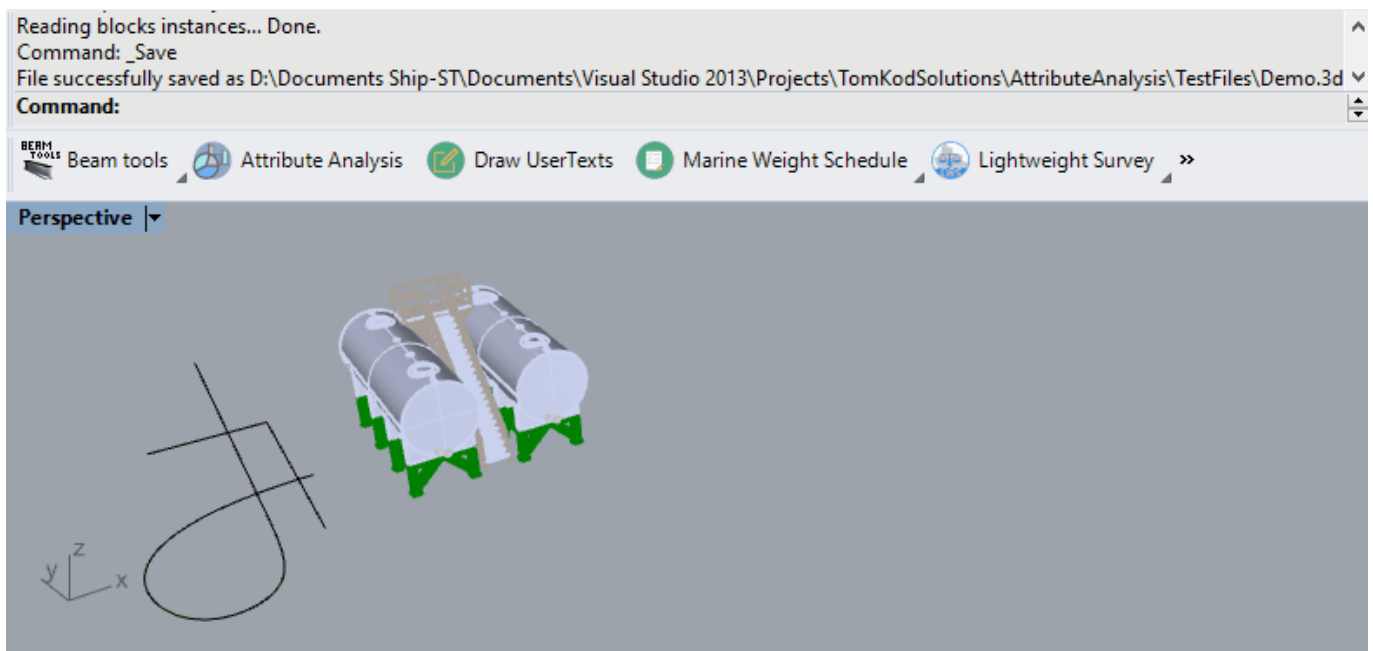 Reading blocks instances... Done.
Command: _Save
File successfully saved as D:\Documents Ship-ST\Documents\Visual Studio 2013\Projects\TomKodSolutions\AttributeAnalysis\TestFiles\Demo.3d
Command:
BEAM TOOLS Beam tools Attribute Analysis Draw UserTexts Marine Weight Schedule Lightweight Survey »
Perspective
z
y x